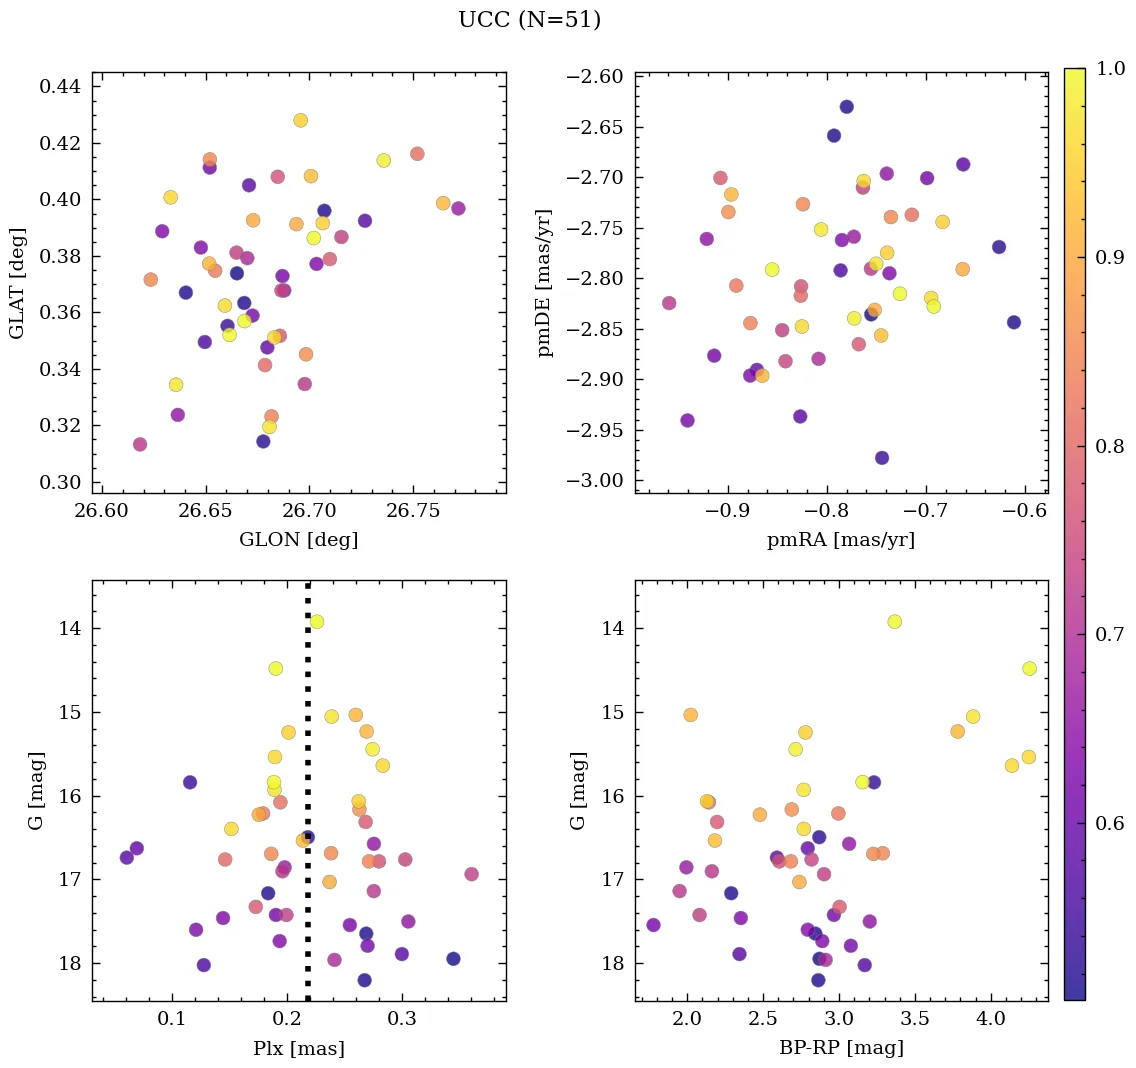 UCC (N=51)
0.44
0.42
0.40
0.38
0.36
0.34
0.32
0.30
GLAT [deg]
26.60 26.65 26.70 26.75
GLON [deg]
−2.60
−2.65
−2.70
−2.75
−2.80
−2.85
−2.90
−2.95
−3.00
pmDE [mas/yr]
−0.9 −0.8 −0.7 −0.6
pmRA [mas/yr]
14
15
16
17
18
G [mag]
0.1 0.2 0.3
Plx [mas]
14
15
16
17
18
G [mag]
2.0 2.5 3.0 3.5 4.0
BP-RP [mag]
1.0
0.9
0.8
0.7
0.6